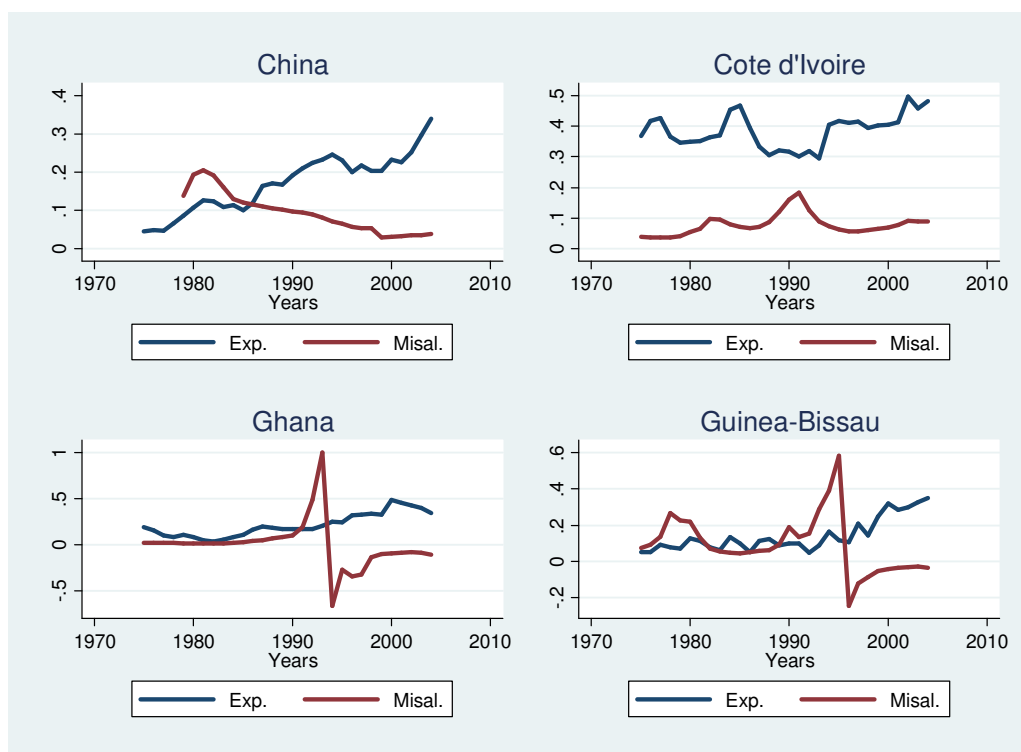 China
Cote d'Ivoire
.4
.3
.2
.1
0
1970 1980 1990 2000 2010
Years
Exp. Misal.
.5
.4
.3
.2
.1
0
1970 1980 1990 2000 2010
Years
Exp. Misal.
Ghana
Guinea-Bissau
1
.5
0
-.5
1970 1980 1990 2000 2010
Years
Exp. Misal.
.6
.4
.2
0
-.2
1970 1980 1990 2000 2010
Years
Exp. Misal.